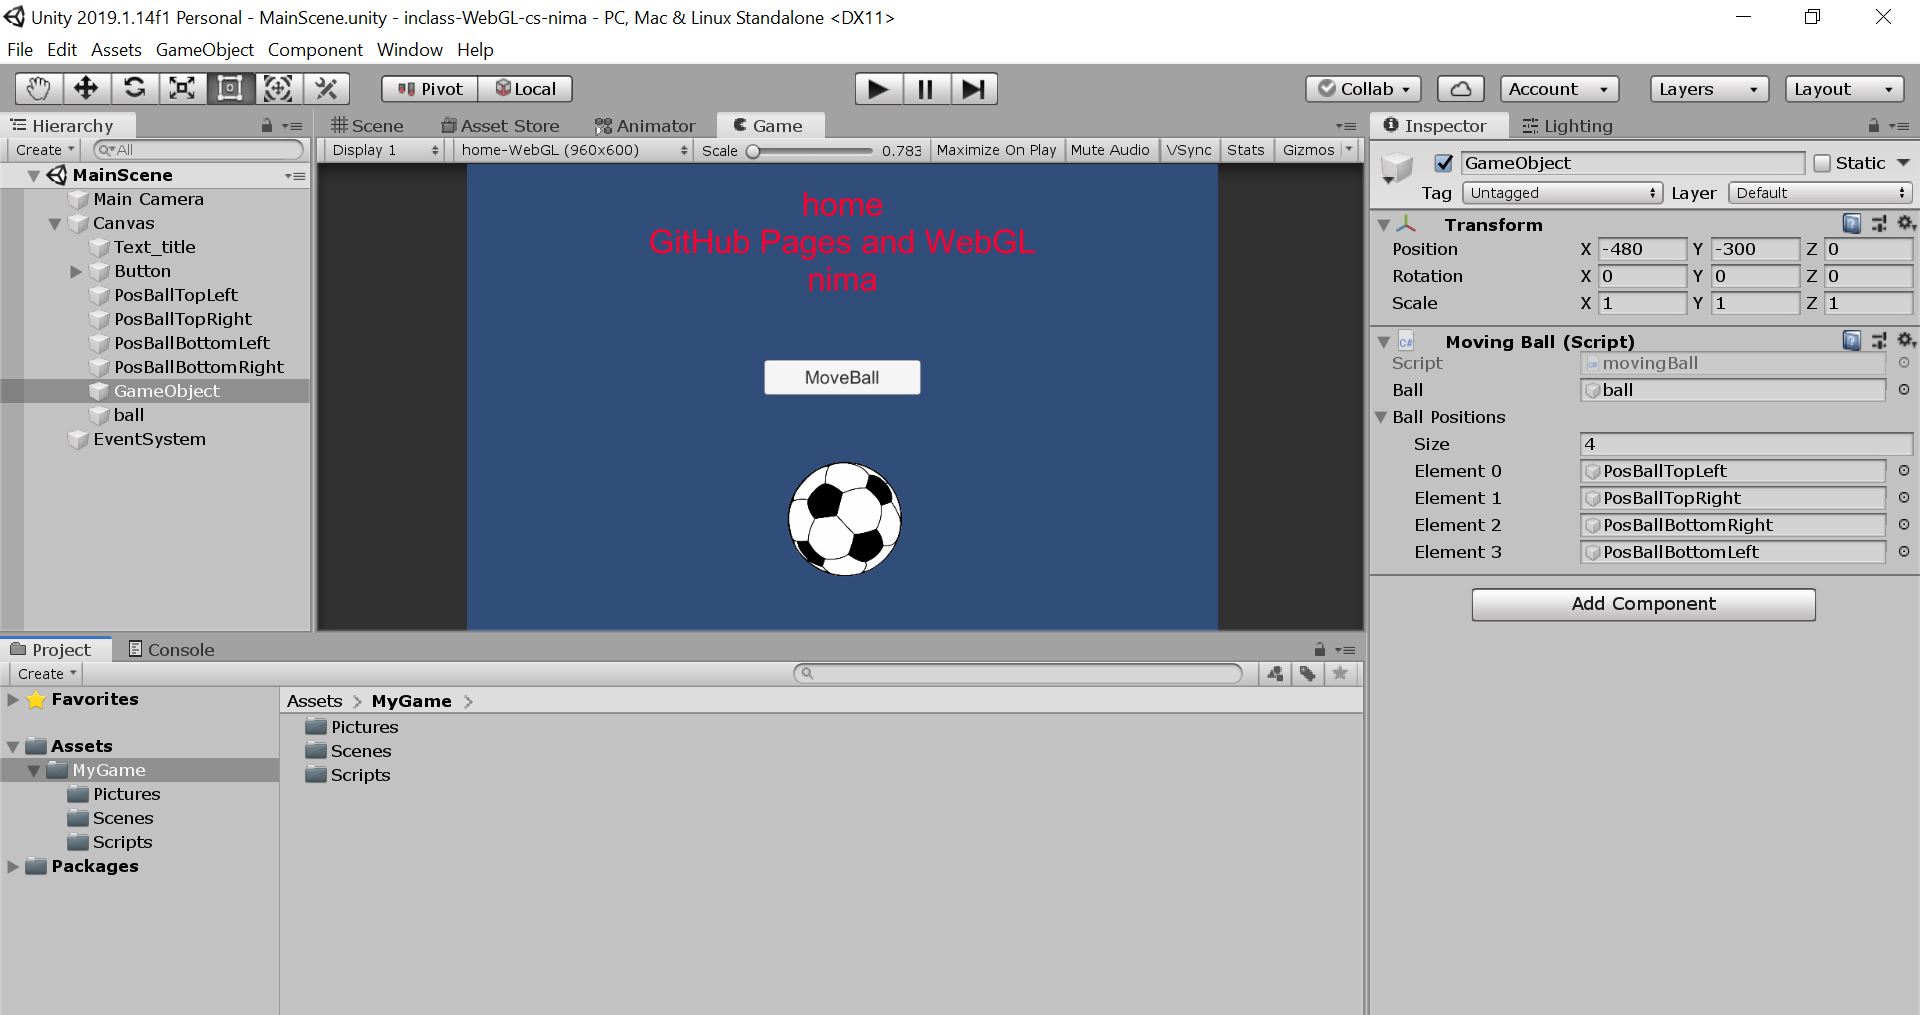 Unity 2019.1.14f1 Personal - MainScene.unity - inclass-WebGL-cs-nima - PC, Mac & Linux Standalone <DX11>
File Edit Assets GameObject Component Window Help
Pivot Local Collab Account Layers Layout
Hierarchy
Create All
MainScene
Main Camera
Canvas
Text_title
Button
PosBallTopLeft
PosBallTopRight
PosBallBottomLeft
PosBallBottomRight
GameObject
ball
EventSystem
Scene Asset Store Animator Game
Display 1 home-WebGL (960x600) Scale 0.783 Maximize On Play Mute Audio VSync Stats Gizmos
home
GitHub Pages and WebGL
nima
MoveBall
Inspector Lighting
GameObject Static
Tag Untagged Layer Default
Transform
Position X -480 Y -300 Z 0
Rotation X 0 Y 0 Z 0
Scale X 1 Y 1 Z 1
C# Moving Ball (Script)
Script movingBall
Ball ball
Ball Positions
Size 4
Element 0 PosBallTopLeft
Element 1 PosBallTopRight
Element 2 PosBallBottomRight
Element 3 PosBallBottomLeft
Add Component
Project Console
Create
Favorites
Assets
MyGame
Pictures
Scenes
Scripts
Packages
Assets > MyGame >
Pictures
Scenes
Scripts